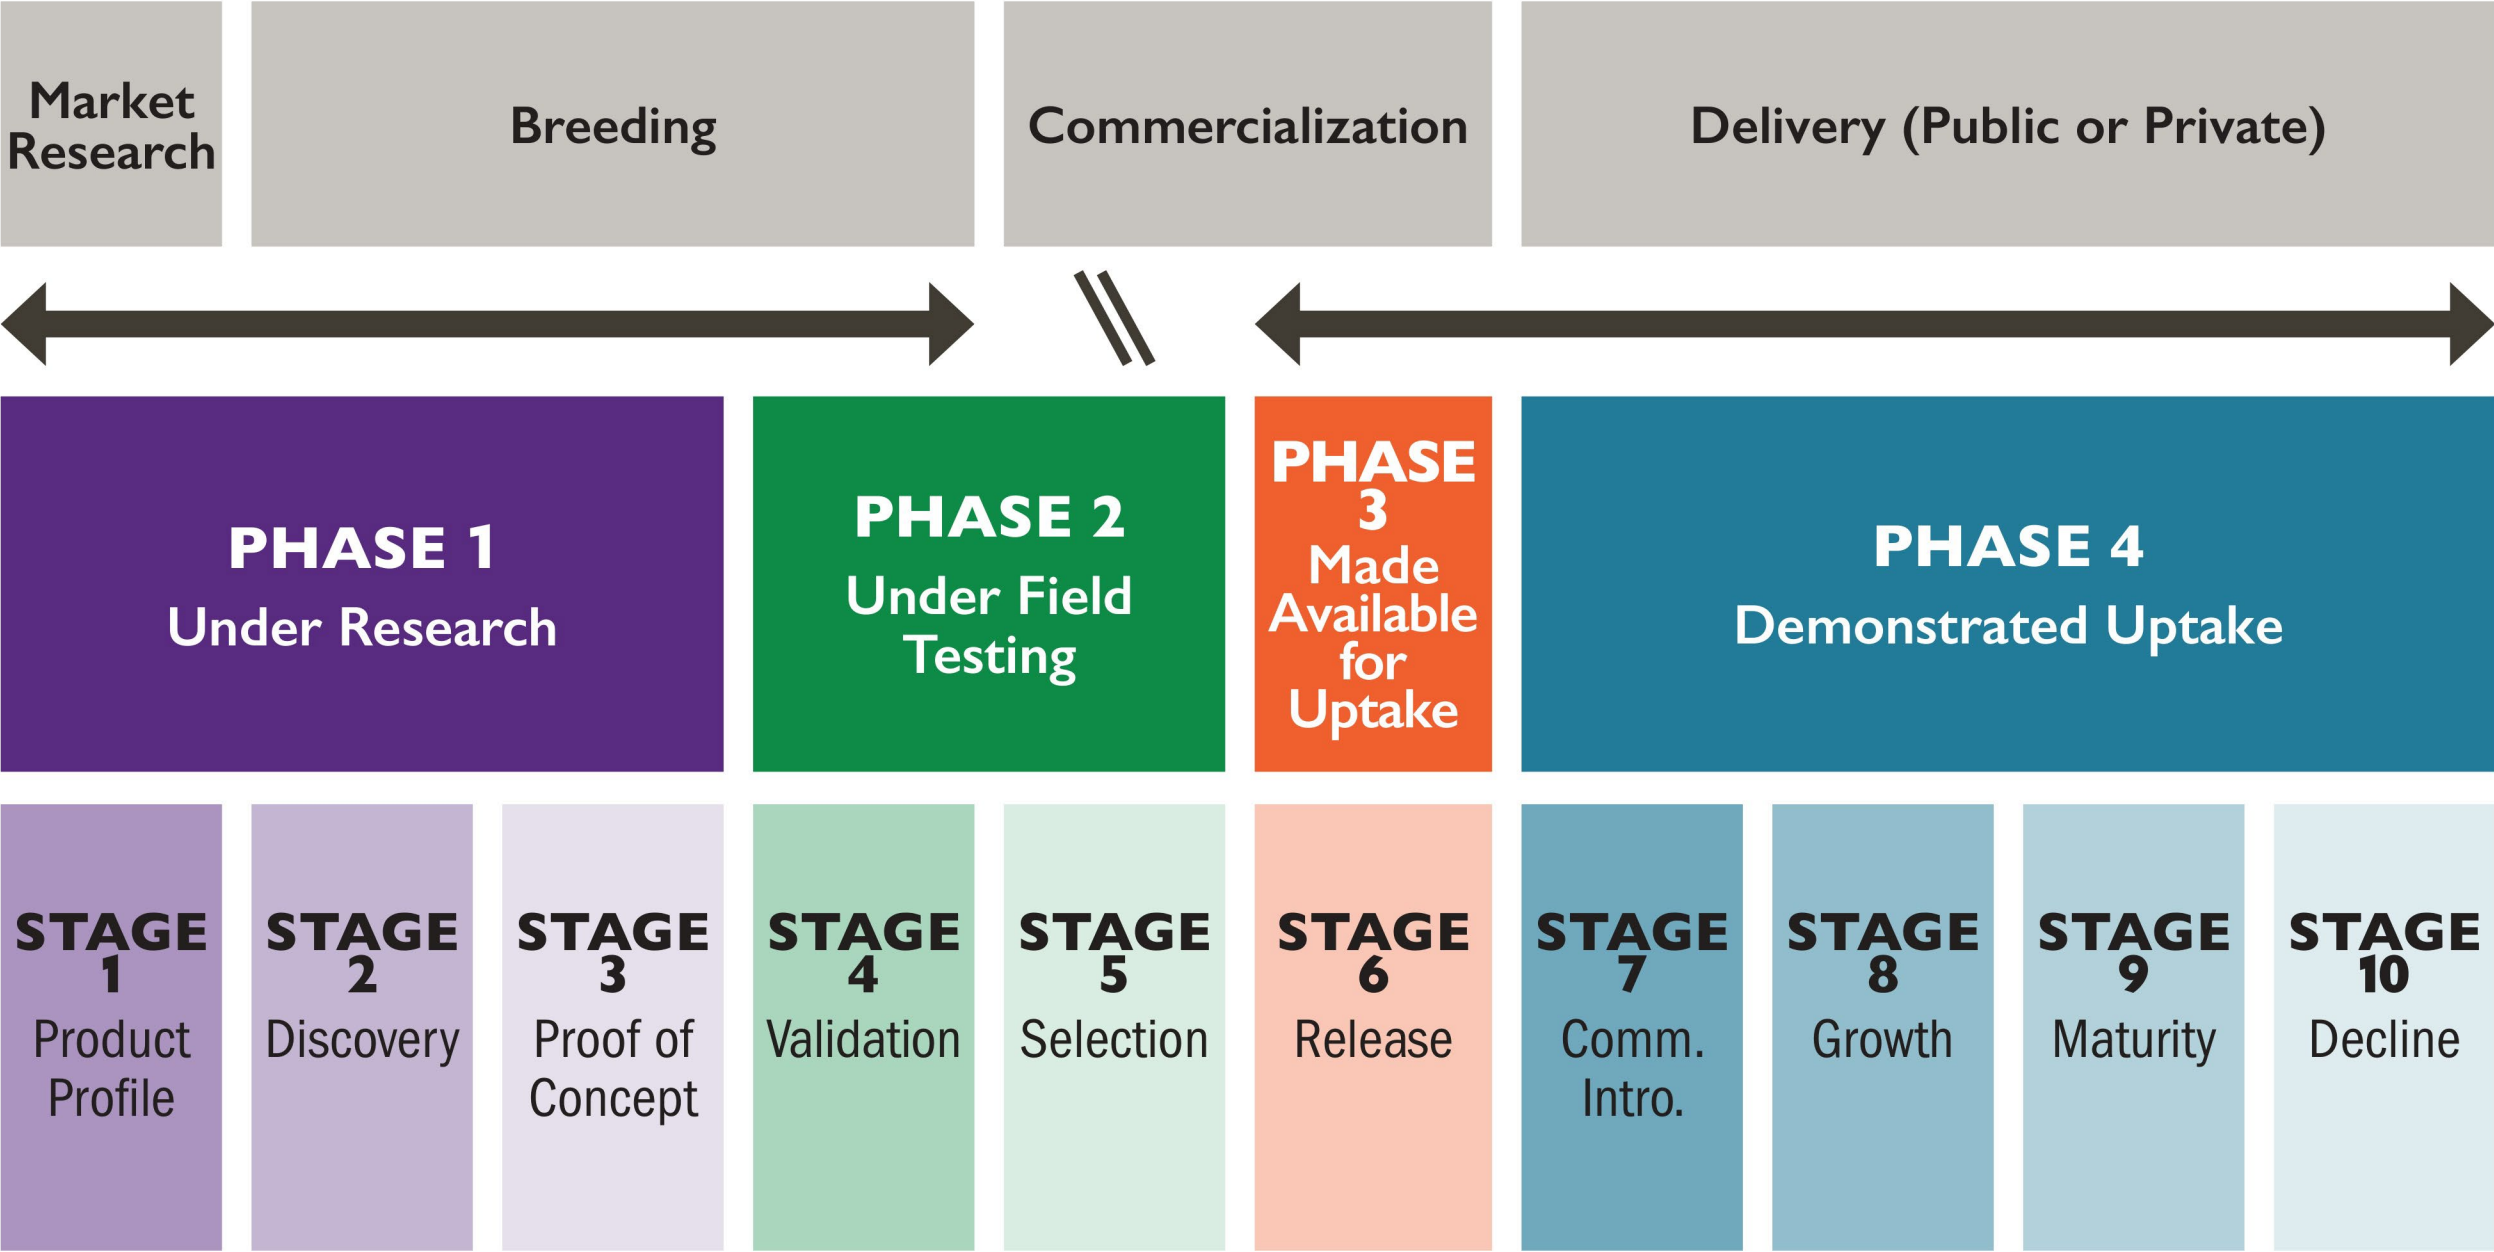 Market
Research
Breeding
Commercialization
Delivery (Public or Private)
PHASE 1
Under Research
PHASE 2
Under Field
Testing
PHASE
3
Made
Available
for
Uptake
PHASE 4
Demonstrated Uptake
STAGE
1
Product
Profile
STAGE
2
Discovery
STAGE
3
Proof of
Concept
STAGE
4
Validation
STAGE
5
Selection
STAGE
6
Release
STAGE
7
Comm.
Intro.
STAGE
8
Growth
STAGE
9
Maturity
STAGE
10
Decline